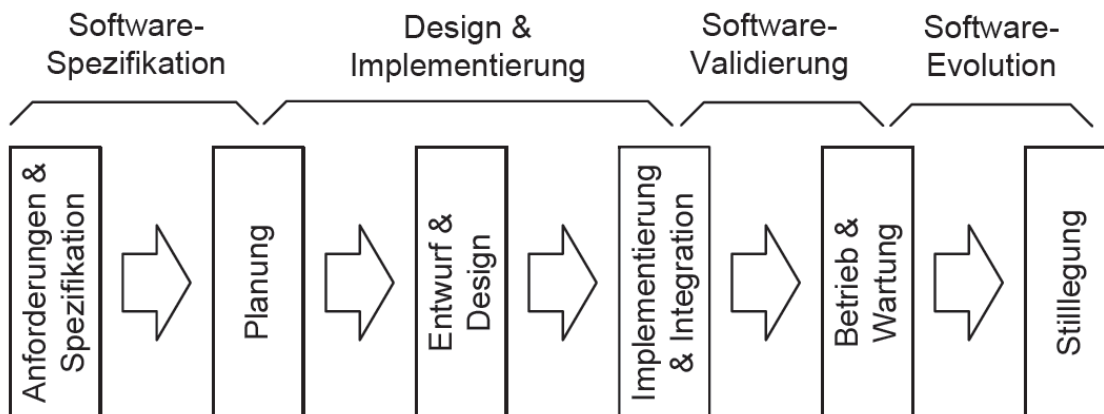 Software-
Spezifikation
Design &
Implementierung
Software-
Validierung
Software-
Evolution
Anforderungen &
Spezifikation
Planung
Entwurf &
Design
Implementierung
& Integration
Betrieb &
Wartung
Stilllegung